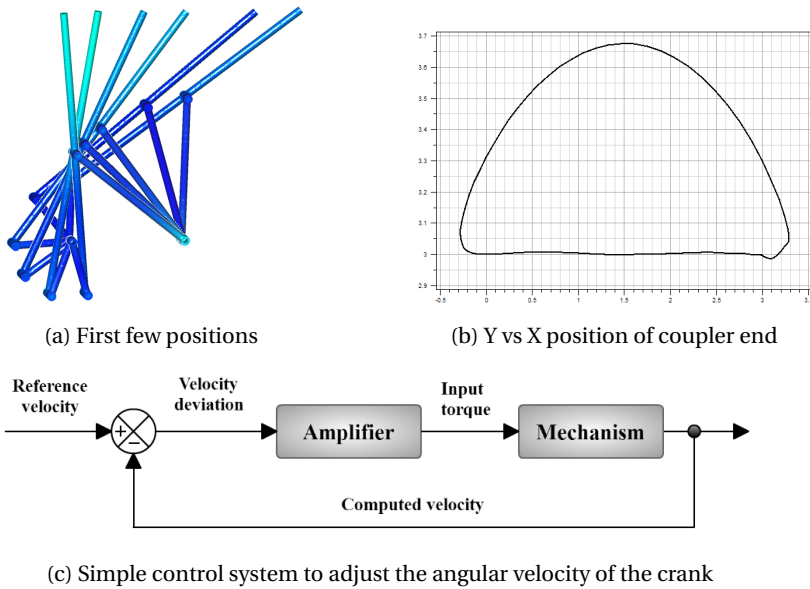 3.7
3.6
3.5
3.4
3.3
3.2
3.1
3
2.9
-0.5 0 0.5 1 1.5 2 2.5 3 3.
(a) First few positions
(b) Y vs X position of coupler end
Reference
velocity
Velocity
deviation
Input
torque
+
−
Amplifier
Mechanism
Computed velocity
(c) Simple control system to adjust the angular velocity of the crank